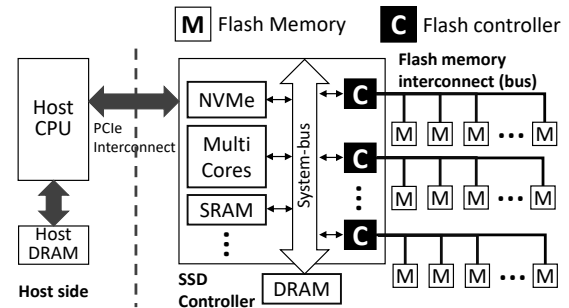 M Flash Memory
C Flash controller
Host
CPU
PCIe
Interconnect
Host
DRAM
Host side
NVMe
Multi
Cores
SRAM
System-bus
SSD
Controller
DRAM
Flash memory
interconnect (bus)
C
M M M M
C
M M M M
C
M M M M